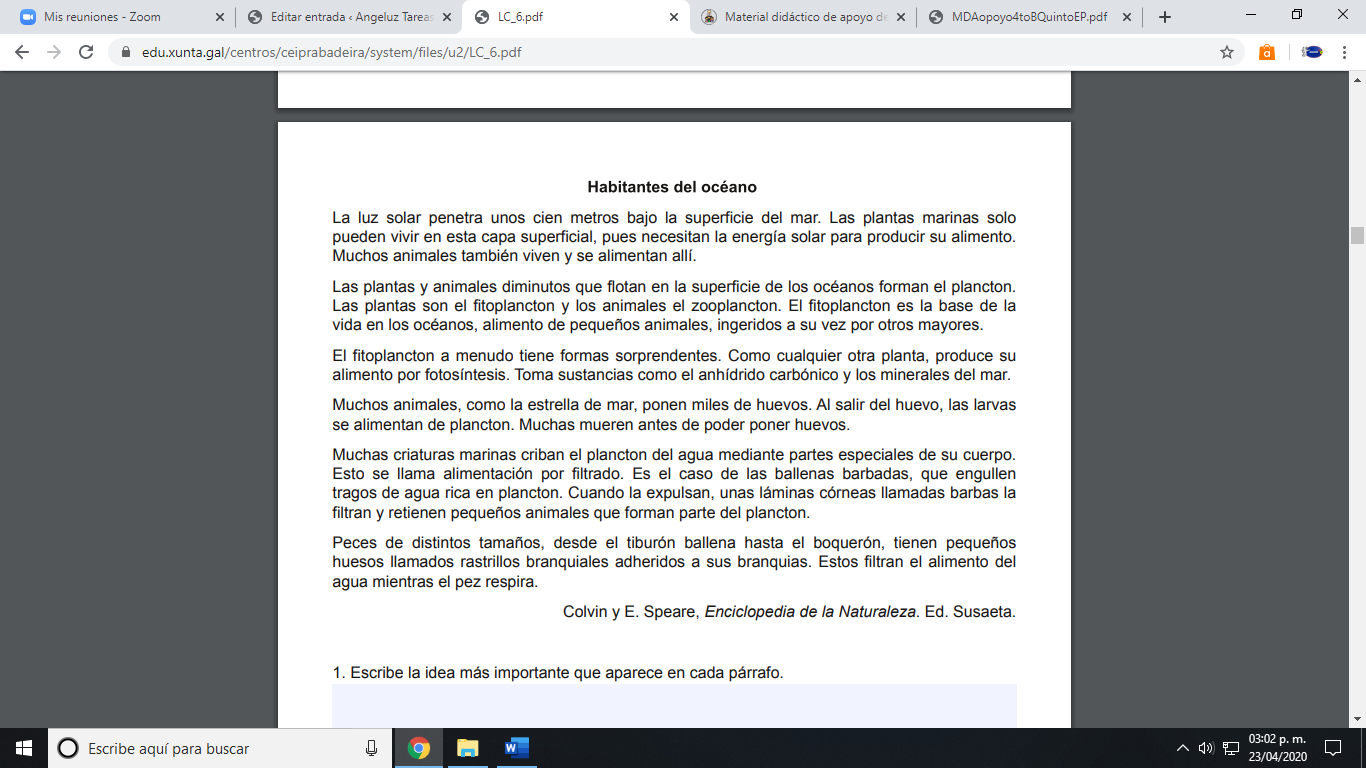 Mis reuniones - Zoom
Editar entrada ‹ Angeluz Tareas
LC_6.pdf
Material didáctico de apoyo de
MDAopoyo4toBQuintoEP.pdf
edu.xunta.gal/centros/ceiprabadeira/system/files/u2/LC_6.pdf
Habitantes del océano
La luz solar penetra unos cien metros bajo la superficie del mar. Las plantas marinas solo
pueden vivir en esta capa superficial, pues necesitan la energía solar para producir su alimento.
Muchos animales también viven y se alimentan allí.
Las plantas y animales diminutos que flotan en la superficie de los océanos forman el plancton.
Las plantas son el fitoplancton y los animales el zooplancton. El fitoplancton es la base de la
vida en los océanos, alimento de pequeños animales, ingeridos a su vez por otros mayores.
El fitoplancton a menudo tiene formas sorprendentes. Como cualquier otra planta, produce su
alimento por fotosíntesis. Toma sustancias como el anhídrido carbónico y los minerales del mar.
Muchos animales, como la estrella de mar, ponen miles de huevos. Al salir del huevo, las larvas
se alimentan de plancton. Muchas mueren antes de poder poner huevos.
Muchas criaturas marinas criban el plancton del agua mediante partes especiales de su cuerpo.
Esto se llama alimentación por filtrado. Es el caso de las ballenas barbadas, que engullen
tragos de agua rica en plancton. Cuando la expulsan, unas láminas córneas llamadas barbas la
filtran y retienen pequeños animales que forman parte del plancton.
Peces de distintos tamaños, desde el tiburón ballena hasta el boquerón, tienen pequeños
huesos llamados rastrillos branquiales adheridos a sus branquias. Estos filtran el alimento del
agua mientras el pez respira.
Colvin y E. Speare, Enciclopedia de la Naturaleza. Ed. Susaeta.
1. Escribe la idea más importante que aparece en cada párrafo.
Escribe aquí para buscar
03:02 p. m.
23/04/2020